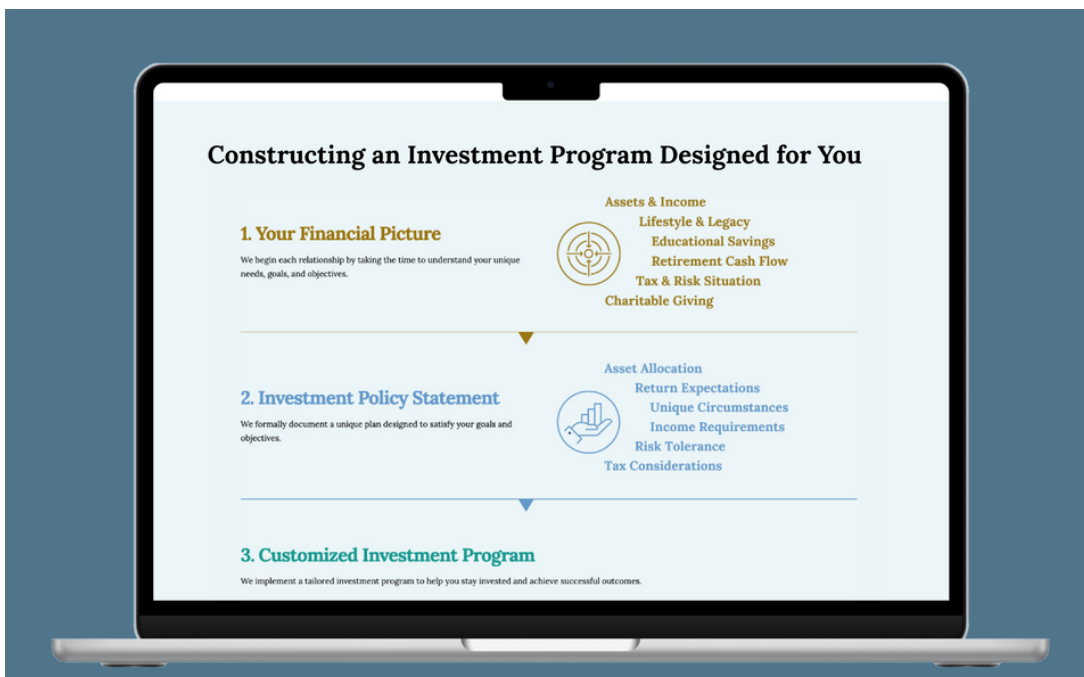 Constructing an Investment Program Designed for You
1. Your Financial Picture
We begin each relationship by taking the time to understand your unique
needs, goals, and objectives.
Assets & Income
Lifestyle & Legacy
Educational Savings
Retirement Cash Flow
Tax & Risk Situation
Charitable Giving
2. Investment Policy Statement
We formally document a unique plan designed to satisfy your goals and
objectives.
Asset Allocation
Return Expectations
Unique Circumstances
Income Requirements
Risk Tolerance
Tax Considerations
3. Customized Investment Program
We implement a tailored investment program to help you stay invested and achieve successful outcomes.